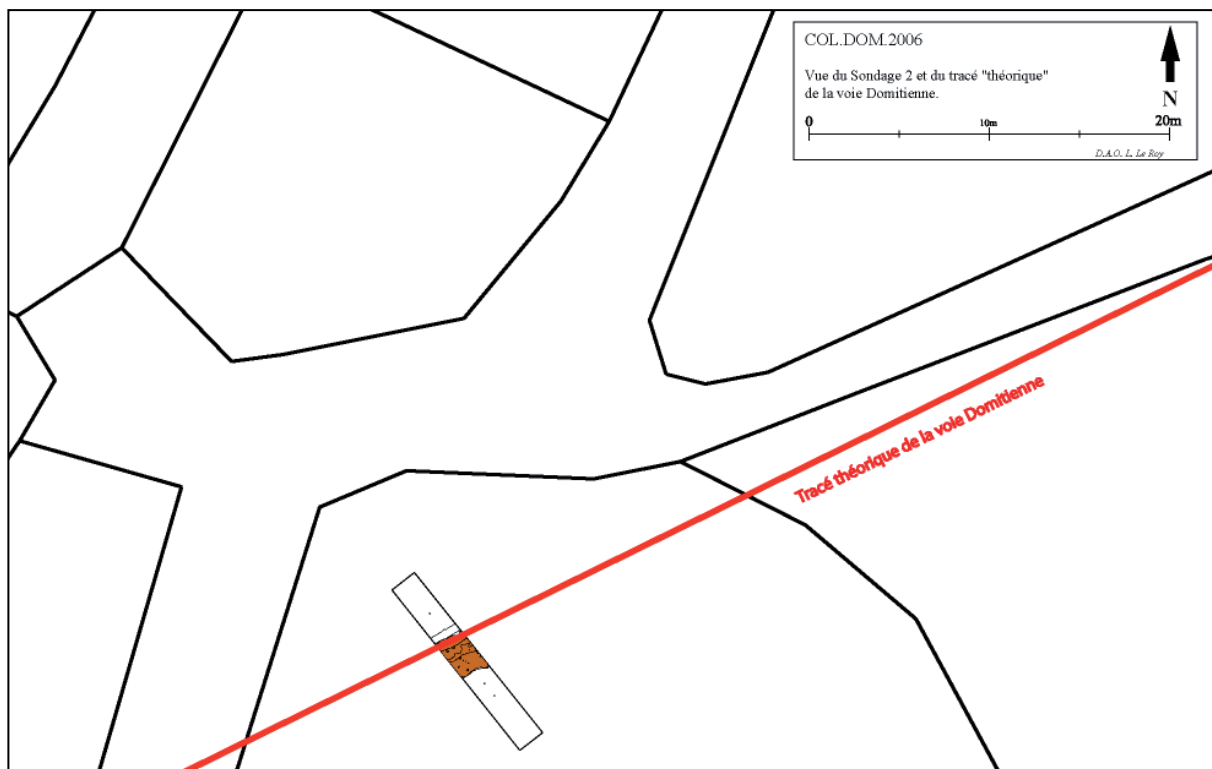 COL.DOM.2006
Vue du Sondage 2 et du tracé "théorique"
de la voie Domitienne.
N
0 10m 20m
D.A.O. L. Le Roy
Tracé théorique de la voie Domitienne